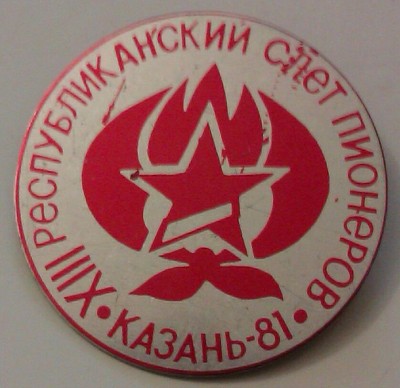 XIII РЕСПУБЛИКАНСКИЙ СЛЕТ ПИОНЕРОВ
• КАЗАНЬ-81 •